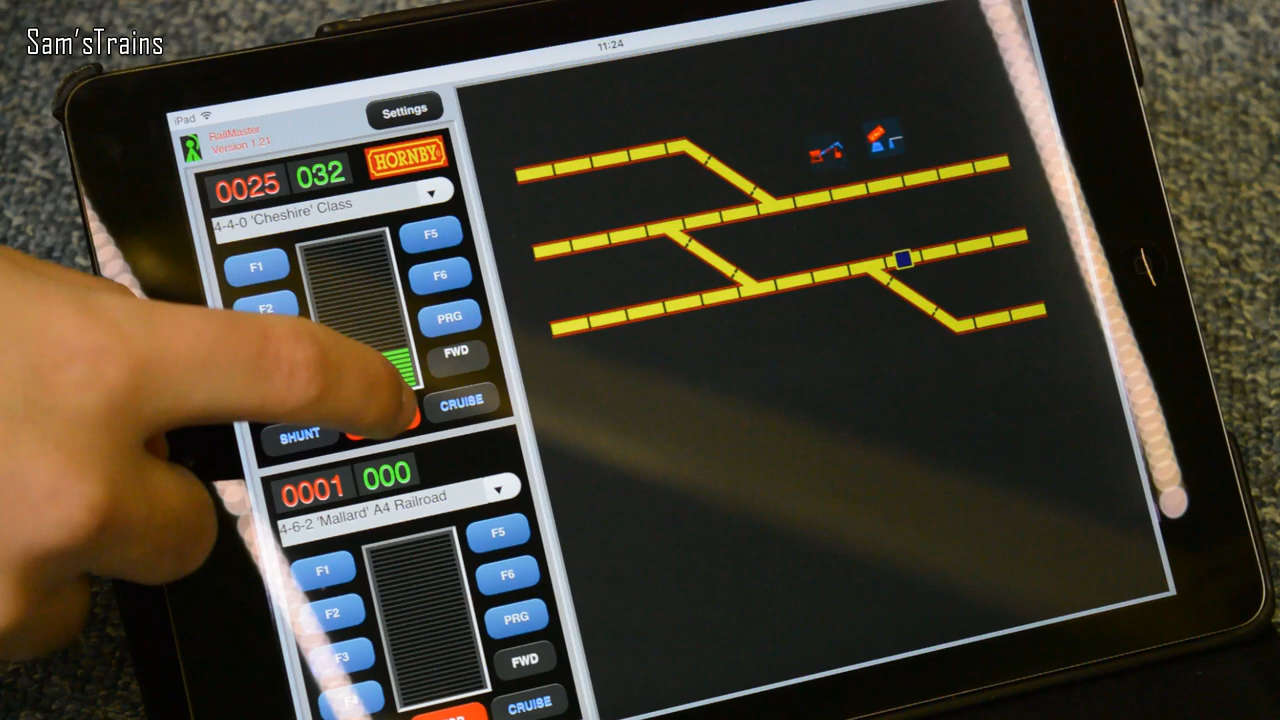 Sam'sTrains
11:24
iPad
Settings
RailMaster
Version 1.21
0025 032 HORNBY
4-4-0 'Cheshire' Class
F1
F2
F5
F6
PRG
FWD
CRUISE
SHUNT
0001 000
4-6-2 'Mallard' A4 Railroad
F1
F2
F3
F4
F5
F6
PRG
FWD
CRUISE